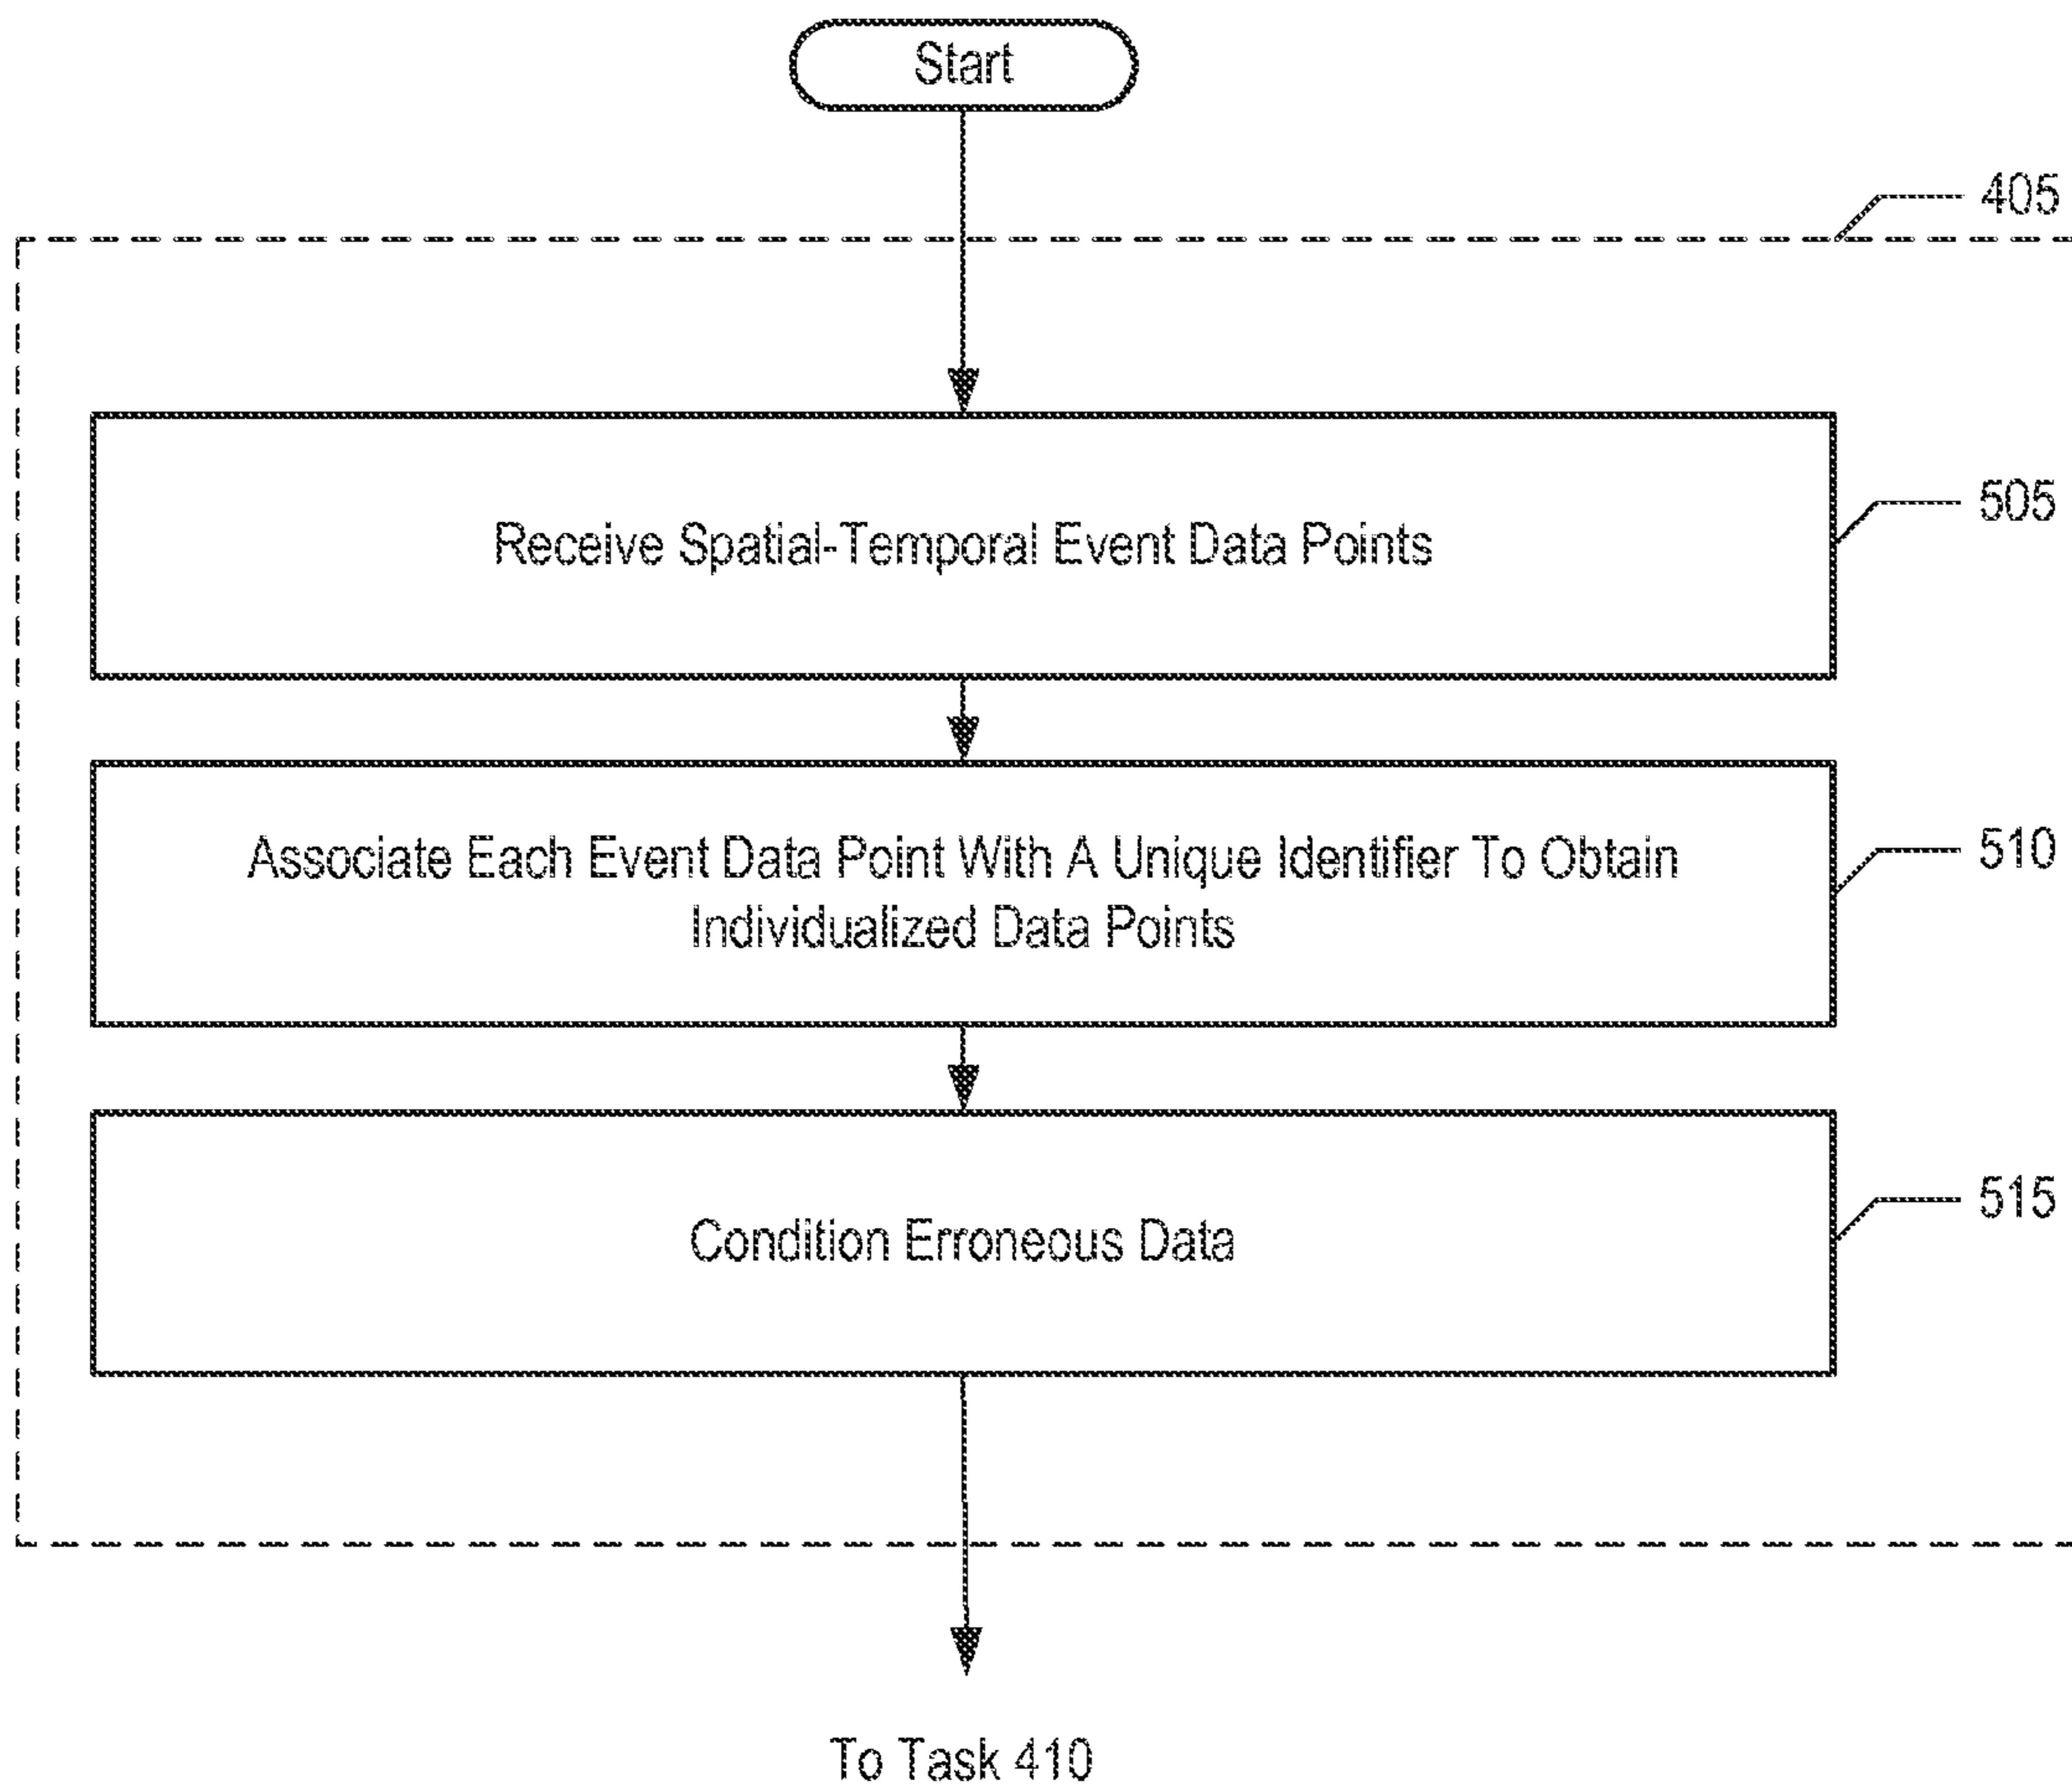 Start
405
Receive Spatial-Temporal Event Data Points
505
Associate Each Event Data Point With A Unique Identifier To Obtain
Individualized Data Points
510
Condition Erroneous Data
515
To Task 410